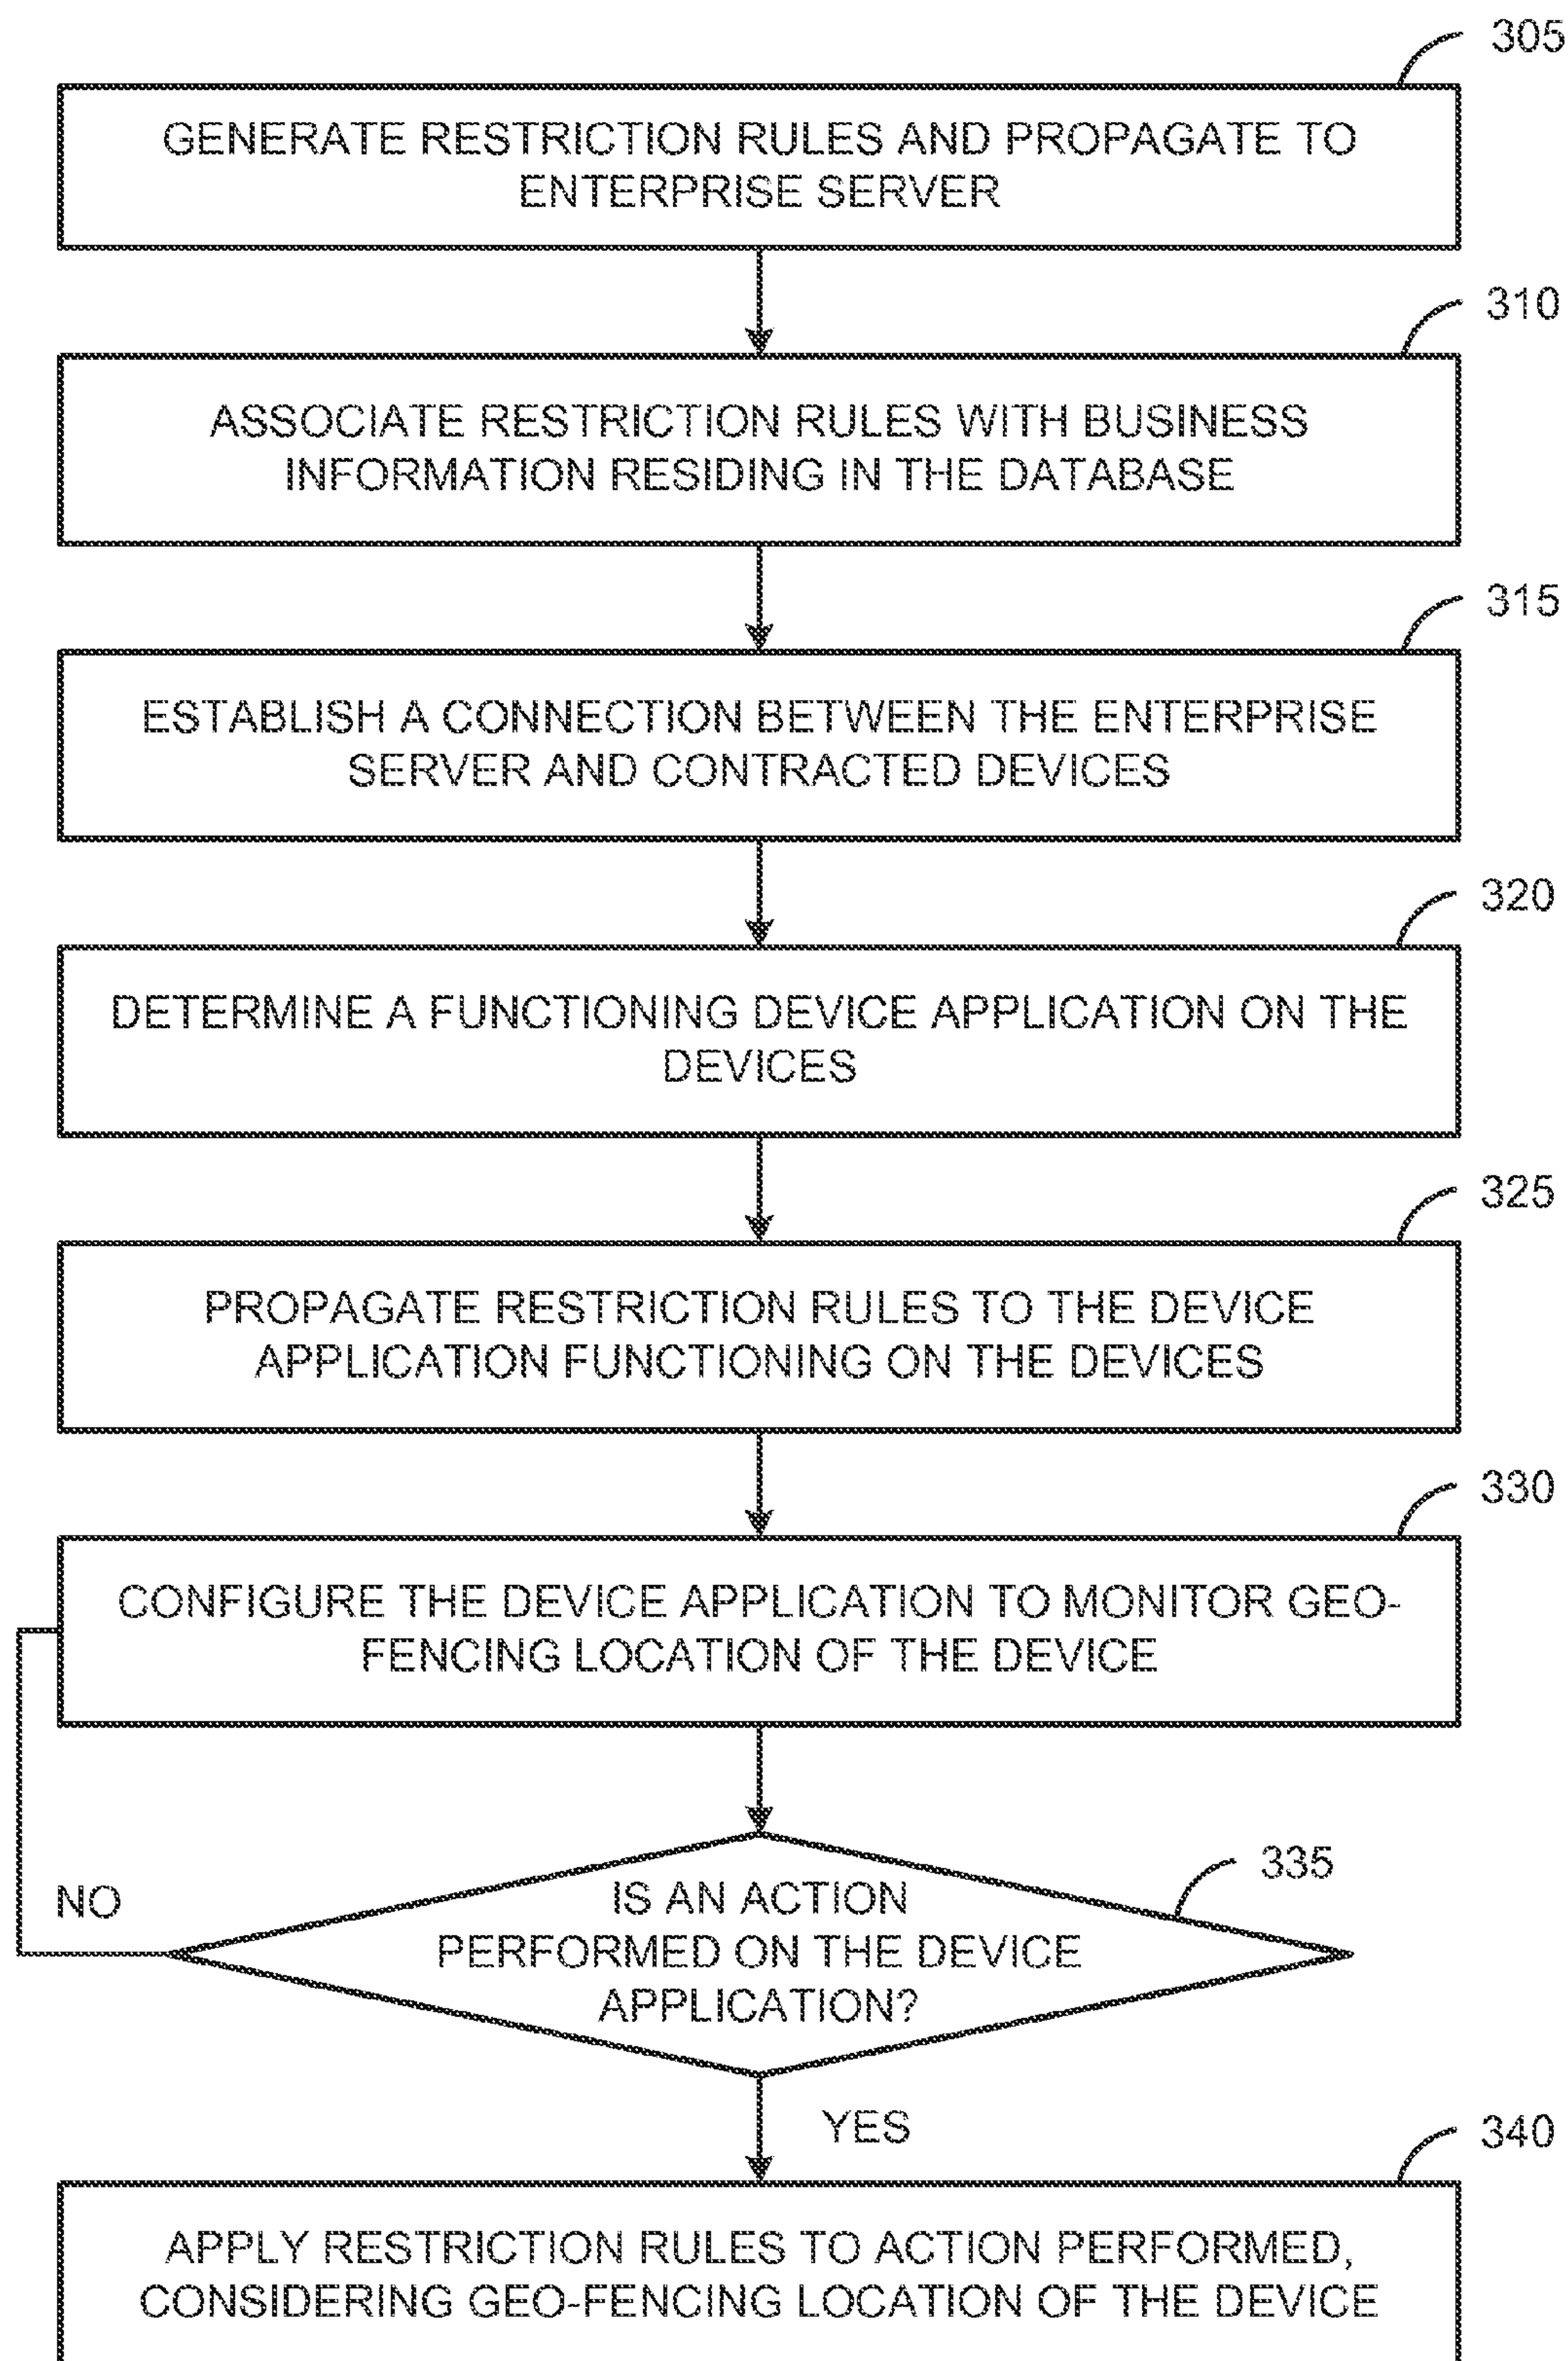 305
GENERATE RESTRICTION RULES AND PROPAGATE TO
ENTERPRISE SERVER
310
ASSOCIATE RESTRICTION RULES WITH BUSINESS
INFORMATION RESIDING IN THE DATABASE
315
ESTABLISH A CONNECTION BETWEEN THE ENTERPRISE
SERVER AND CONTRACTED DEVICES
320
DETERMINE A FUNCTIONING DEVICE APPLICATION ON THE
DEVICES
325
PROPAGATE RESTRICTION RULES TO THE DEVICE
APPLICATION FUNCTIONING ON THE DEVICES
330
CONFIGURE THE DEVICE APPLICATION TO MONITOR GEO-
FENCING LOCATION OF THE DEVICE
335
NO
IS AN ACTION
PERFORMED ON THE DEVICE
APPLICATION?
YES
340
APPLY RESTRICTION RULES TO ACTION PERFORMED,
CONSIDERING GEO-FENCING LOCATION OF THE DEVICE